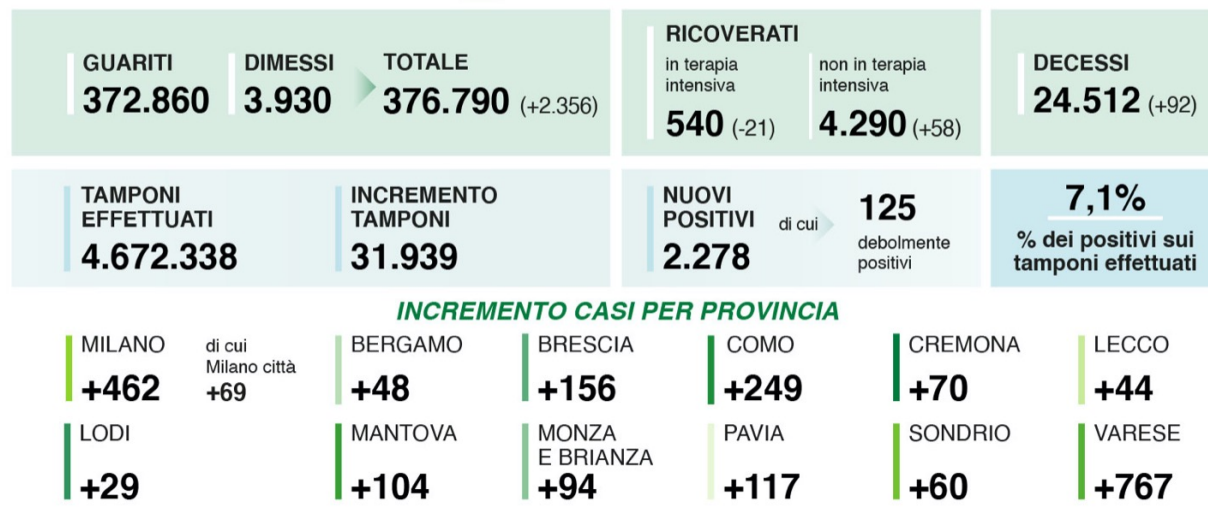 GUARITI
372.860
DIMESSI
3.930
TOTALE
376.790 (+2.356)
RICOVERATI
in terapia
intensiva
540 (-21)
non in terapia
intensiva
4.290 (+58)
DECESSI
24.512 (+92)
TAMPONI
EFFETTUATI
4.672.338
INCREMENTO
TAMPONI
31.939
NUOVI
POSITIVI
2.278
di cui
125
debolmente
positivi
7,1%
% dei positivi sui
tamponi effettuati
INCREMENTO CASI PER PROVINCIA
MILANO
+462
di cui
Milano città
+69
BERGAMO
+48
BRESCIA
+156
COMO
+249
CREMONA
+70
LECCO
+44
LODI
+29
MANTOVA
+104
MONZA
E BRIANZA
+94
PAVIA
+117
SONDRIO
+60
VARESE
+767